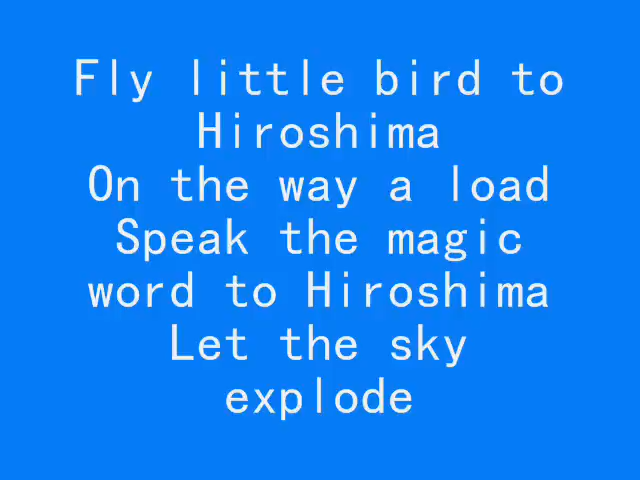 Fly little bird to
Hiroshima
On the way a load
Speak the magic
word to Hiroshima
Let the sky
explode